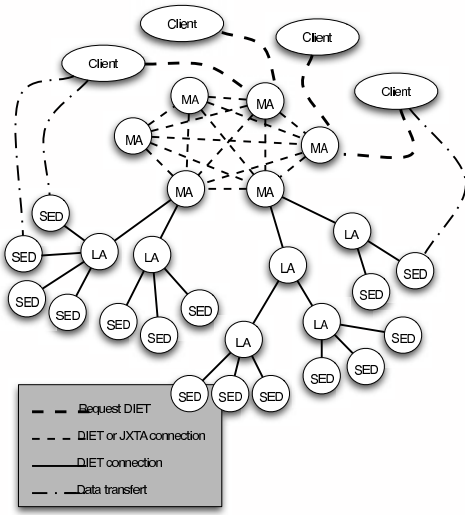 Client
Client
Client
Client
MA
MA
MA
MA
MA
MA
SED
LA
SED
LA
LA
LA
SED
SED
SED
SED
SED
SED
LA
SED
SED
LA
SED
SED
SED
SED
SED
Request DIET
DIET or JXTA connection
DIET connection
Data transfert